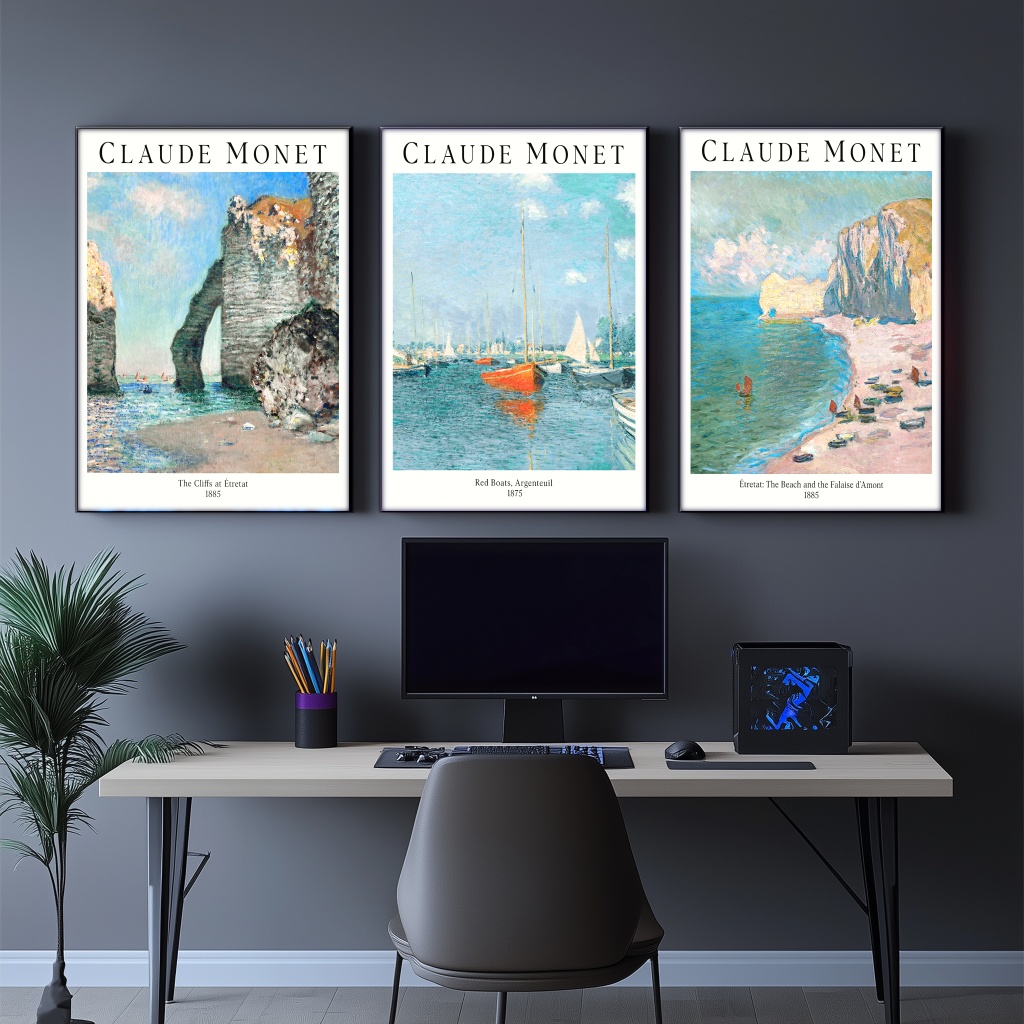 CLAUDE MONET
The Cliffs at Étretat
1885
CLAUDE MONET
Red Boats, Argenteuil
1875
CLAUDE MONET
Étretat: The Beach and the Falaise d'Amont
1885